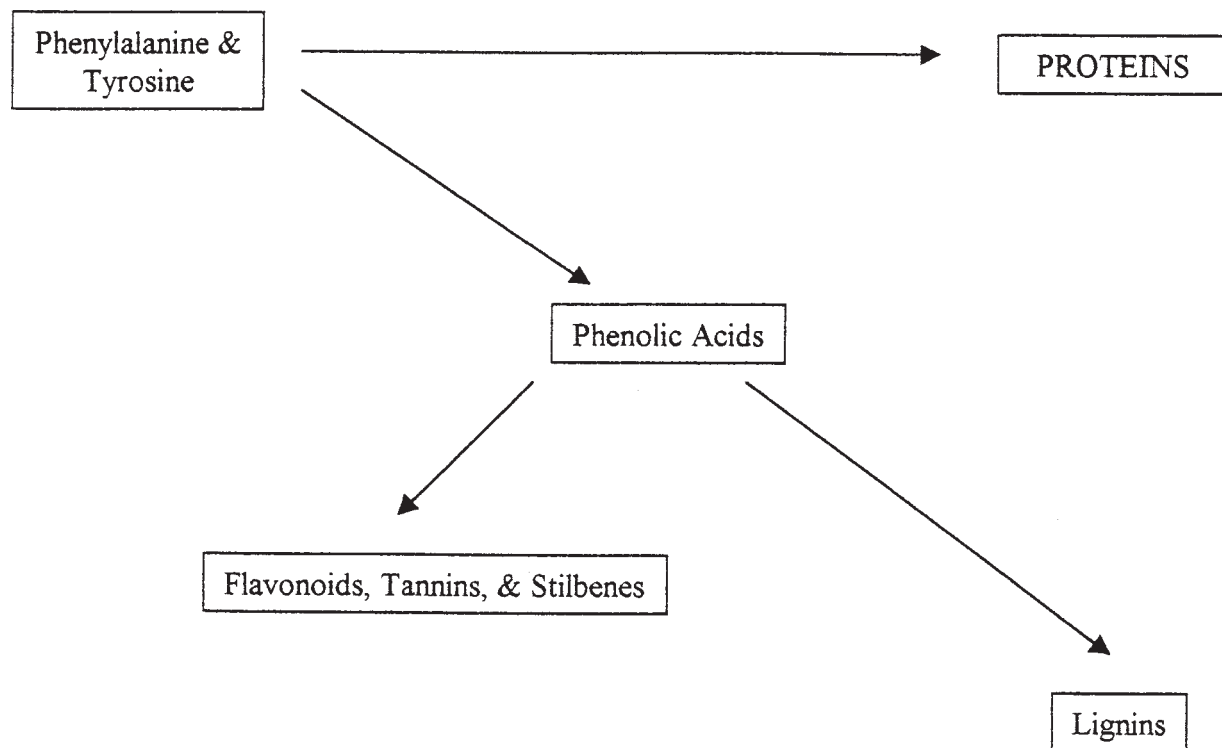 Phenylalanine &
Tyrosine
PROTEINS
Phenolic Acids
Flavonoids, Tannins, & Stilbenes
Lignins